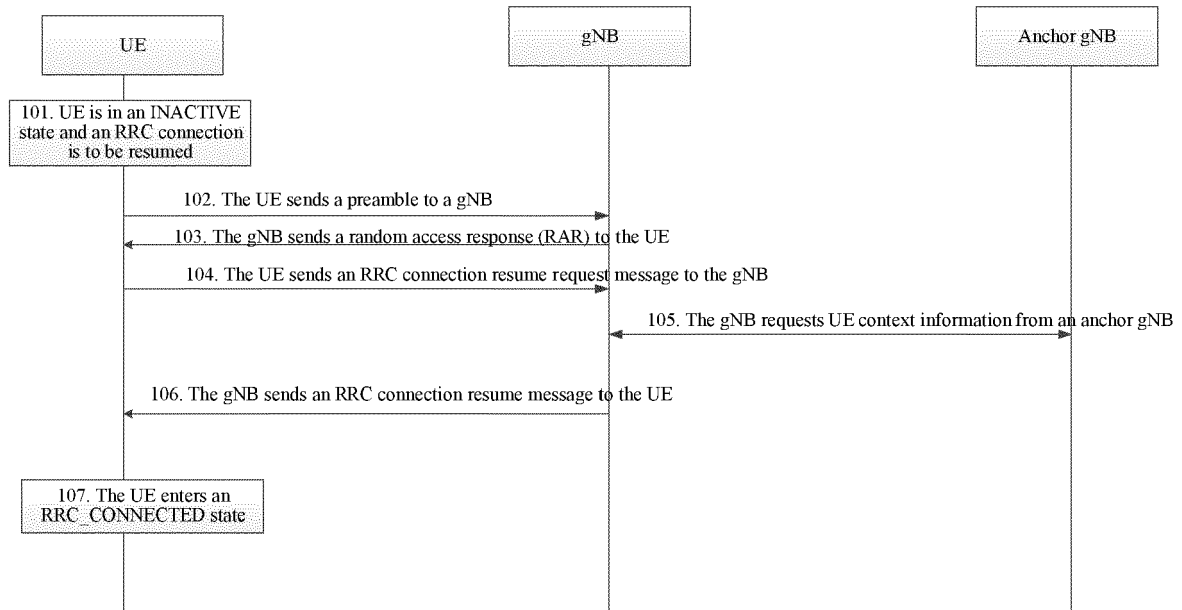 UE
gNB
Anchor gNB
101. UE is in an INACTIVE
state and an RRC connection
is to be resumed
102. The UE sends a preamble to a gNB
103. The gNB sends a random access response (RAR) to the UE
104. The UE sends an RRC connection resume request message to the gNB
105. The gNB requests UE context information from an anchor gNB
106. The gNB sends an RRC connection resume message to the UE
107. The UE enters an
RRC_CONNECTED state